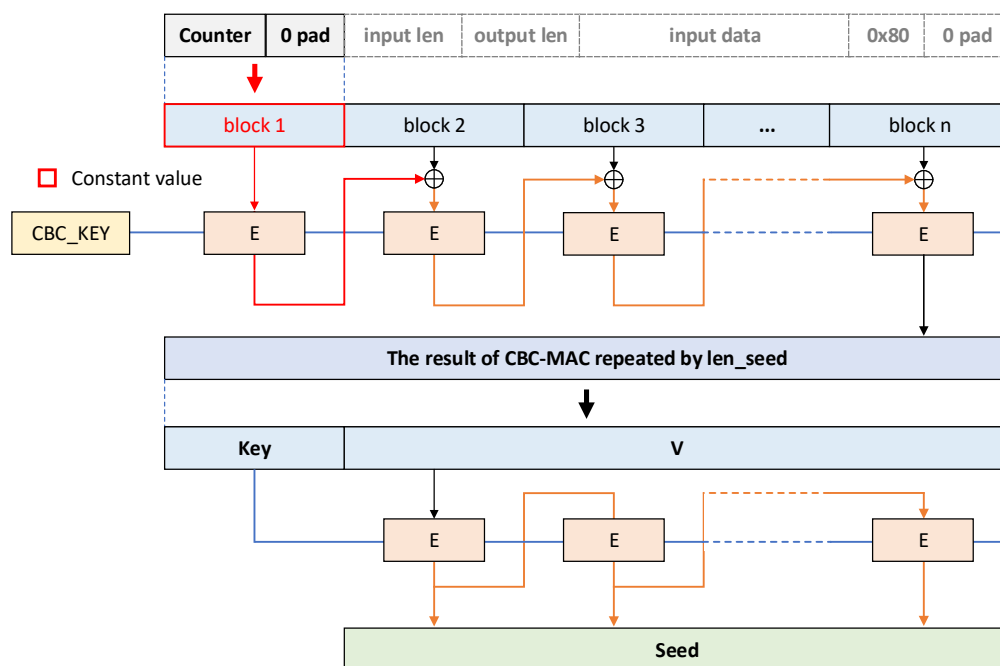 Counter 0 pad input len output len input data 0x80 0 pad
block 1 block 2 block 3 ... block n
Constant value
CBC_KEY E E E E
The result of CBC-MAC repeated by len_seed
Key V
E E E
Seed